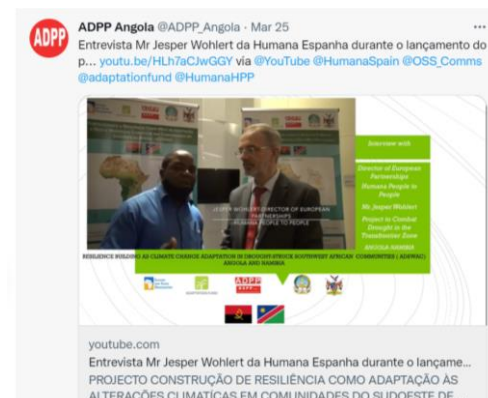 ADPP
ADPP Angola @ADPP_Angola · Mar 25
Entrevista Mr Jesper Wohlert da Humana Espanha durante o lançamento do
p... youtu.be/HLh7aCJwGGY via @YouTube @HumanaSpain @OSS_Comms
@adaptationfund @HumanaHPP
Interview with
Director of European
Partnerships
Humana People to
People
Mr Jesper Wohlert
Project to Combat
Drought in the
Transborder Zone
ANGOLA NAMIBIA
JESPER WOHLERT DIRECTOR OF EUROPEAN
PARTNERSHIPS
HUMANA PEOPLE TO PEOPLE
RESILIENCE BUILDING AS CLIMATE CHANGE ADAPTATION IN DROUGHT-STRUCK SOUTHWEST AFRICAN COMMUNITIES ( ADSWAC)
ANGOLA AND NAMIBIA
ADPP
youtube.com
Entrevista Mr Jesper Wohlert da Humana Espanha durante o lançame...
PROJECTO CONSTRUÇÃO DE RESILIÊNCIA COMO ADAPTAÇÃO ÀS
ALTERAÇÕES CLIMATÍCAS EM COMUNIDADES DO SUDOESTE DE